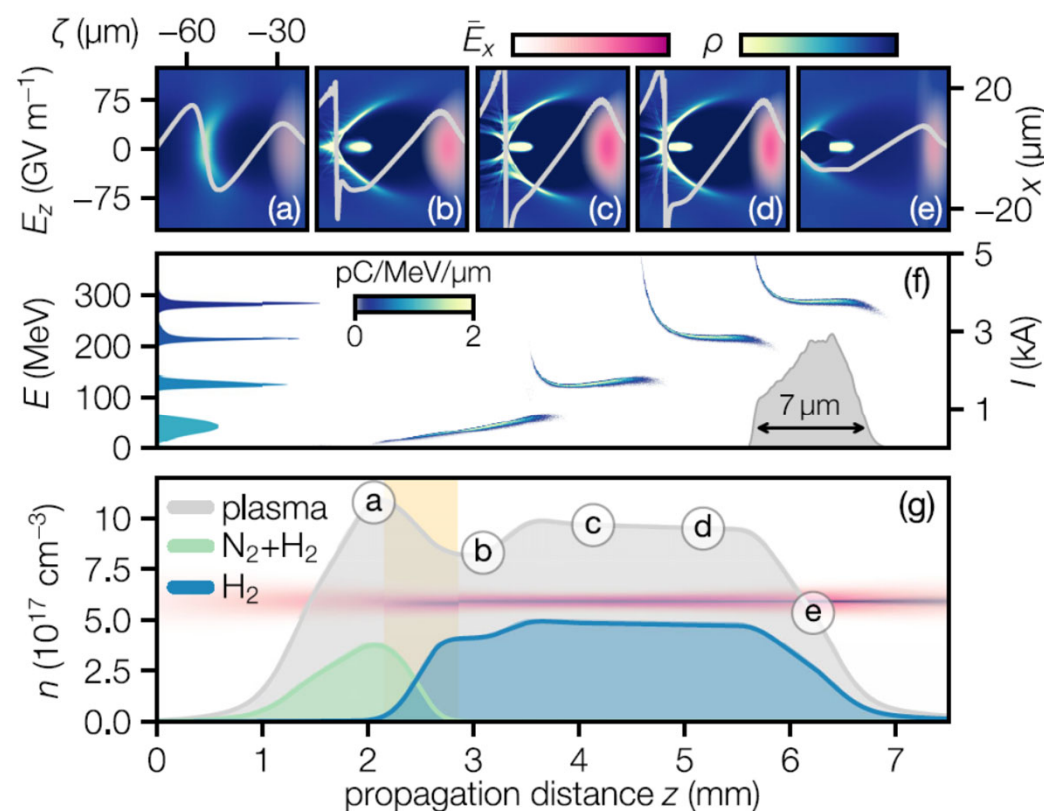 ζ (μm) −60 −30 Ēx ρ
75
0
−75
Ez (GV m⁻¹)
(a) (b) (c) (d) (e)
20
0
−20
x (μm)
pC/MeV/μm
0 2
(f)
300
200
100
0
E (MeV)
5
3
1
I (kA)
7 μm
(g)
plasma
N₂+H₂
H₂
a
b
c
d
e
10
7.5
5.0
2.5
0.0
n (10¹⁷ cm⁻³)
0 1 2 3 4 5 6 7
propagation distance z (mm)